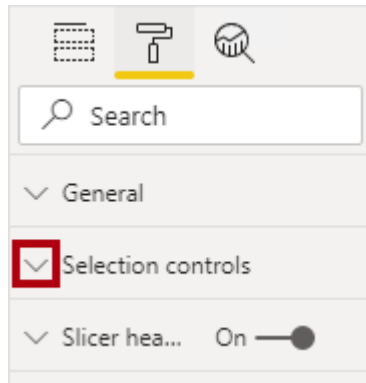 Search
General
Selection controls
Slicer hea... On